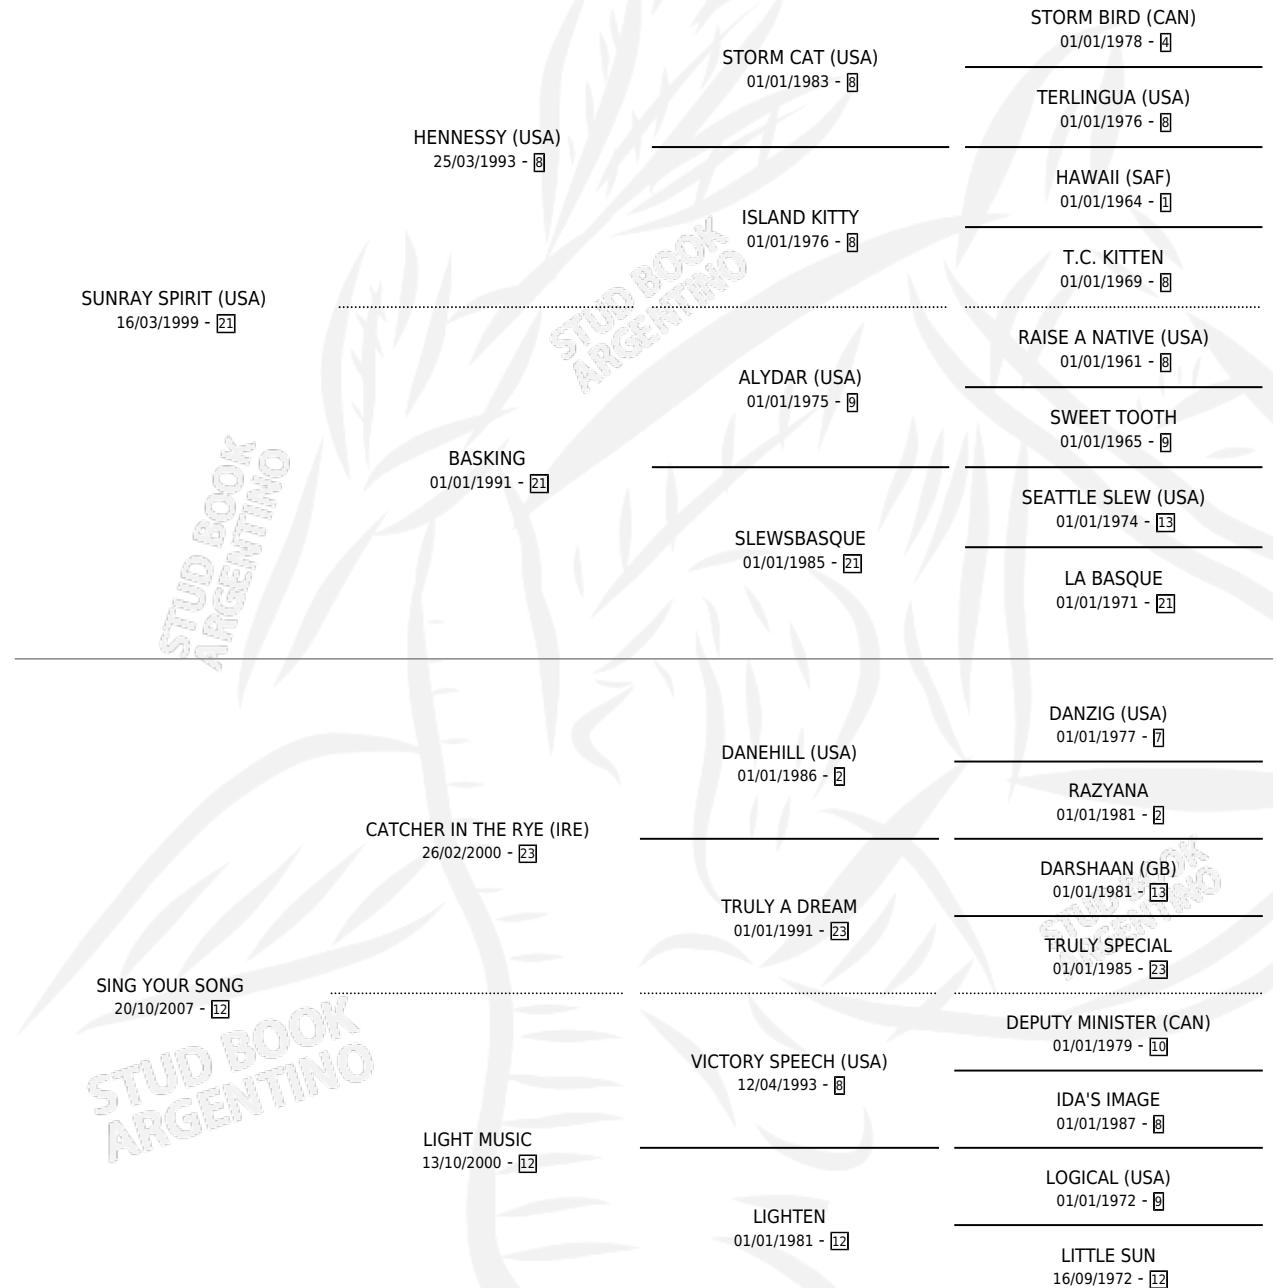 STORM BIRD (CAN)
01/01/1978 - 4
STORM CAT (USA)
01/01/1983 - 8
TERLINGUA (USA)
01/01/1976 - 8
HENNESSY (USA)
25/03/1993 - 8
HAWAII (SAF)
01/01/1964 - 1
ISLAND KITTY
01/01/1976 - 8
T.C. KITTEN
01/01/1969 - 8
SUNRAY SPIRIT (USA)
16/03/1999 - 21
RAISE A NATIVE (USA)
01/01/1961 - 8
ALYDAR (USA)
01/01/1975 - 9
SWEET TOOTH
01/01/1965 - 9
BASKING
01/01/1991 - 21
SEATTLE SLEW (USA)
01/01/1974 - 13
SLEWSBASQUE
01/01/1985 - 21
LA BASQUE
01/01/1971 - 21
DANZIG (USA)
01/01/1977 - 7
DANEHILL (USA)
01/01/1986 - 2
RAZYANA
01/01/1981 - 2
CATCHER IN THE RYE (IRE)
26/02/2000 - 23
DARSHAAN (GB)
01/01/1981 - 13
TRULY A DREAM
01/01/1991 - 23
TRULY SPECIAL
01/01/1985 - 23
SING YOUR SONG
20/10/2007 - 12
DEPUTY MINISTER (CAN)
01/01/1979 - 10
VICTORY SPEECH (USA)
12/04/1993 - 8
IDA'S IMAGE
01/01/1987 - 8
LIGHT MUSIC
13/10/2000 - 12
LOGICAL (USA)
01/01/1972 - 9
LIGHTEN
01/01/1981 - 12
LITTLE SUN
16/09/1972 - 12
STUD BOOK
ARGENTINO
STUD BOOK
ARGENTINO
STUD BOOK
ARGENTINO
STUD BOOK
ARGENTINO